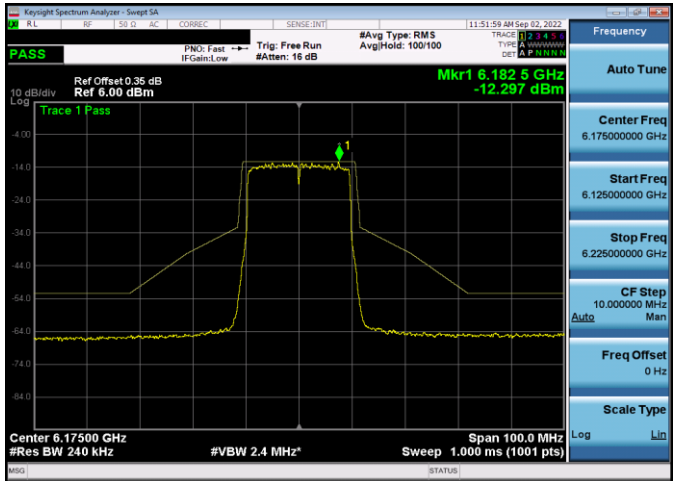 Keysight Spectrum Analyzer - Swept SA
RL RF 50 Ω AC CORREC SENSE:INT 11:51:59 AM Sep 02, 2022
PASS
PNO: Fast
IFGain:Low
Trig: Free Run
#Atten: 16 dB
#Avg Type: RMS
Avg|Hold: 100/100
TRACE 1 2 3 4 5 6
TYPE A WWWWW
DET A P N N N N
Frequency
Ref Offset 0.35 dB
10 dB/div Ref 6.00 dBm
Log
Mkr1 6.182 5 GHz
-12.297 dBm
Trace 1 Pass
1
-4.00
-14.0
-24.0
-34.0
-44.0
-54.0
-64.0
-74.0
-84.0
Center 6.17500 GHz
#Res BW 240 kHz
#VBW 2.4 MHz*
Span 100.0 MHz
Sweep 1.000 ms (1001 pts)
MSG
STATUS
Auto Tune
Center Freq
6.175000000 GHz
Start Freq
6.125000000 GHz
Stop Freq
6.225000000 GHz
CF Step
10.000000 MHz
Auto Man
Freq Offset
0 Hz
Scale Type
Log Lin